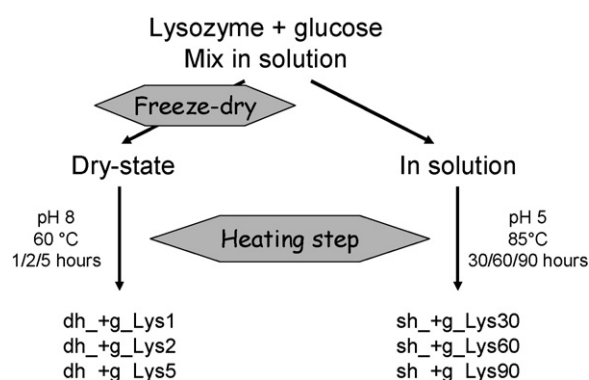 Lysozyme + glucose
Mix in solution
Freeze-dry
Dry-state
In solution
pH 8
60 °C
1/2/5 hours
Heating step
pH 5
85°C
30/60/90 hours
dh_+g_Lys1
dh_+g_Lys2
dh_+g_Lys5
sh_+g_Lys30
sh_+g_Lys60
sh_+g_Lys90